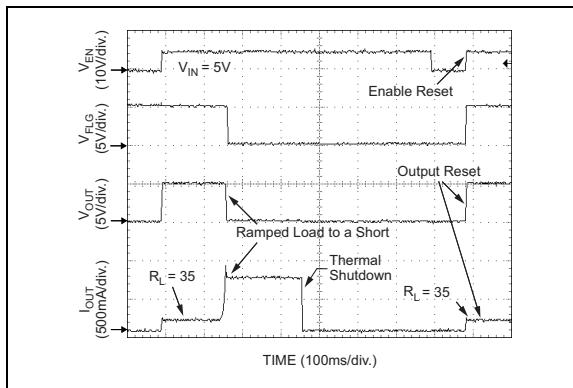 V_EN
(10V/div.)
V_IN = 5V
Enable Reset
V_FLG
(5V/div.)
Output Reset
V_OUT
(5V/div.)
Ramped Load to a Short
Thermal
Shutdown
R_L = 35
R_L = 35
I_OUT
(500mA/div.)
TIME (100ms/div.)